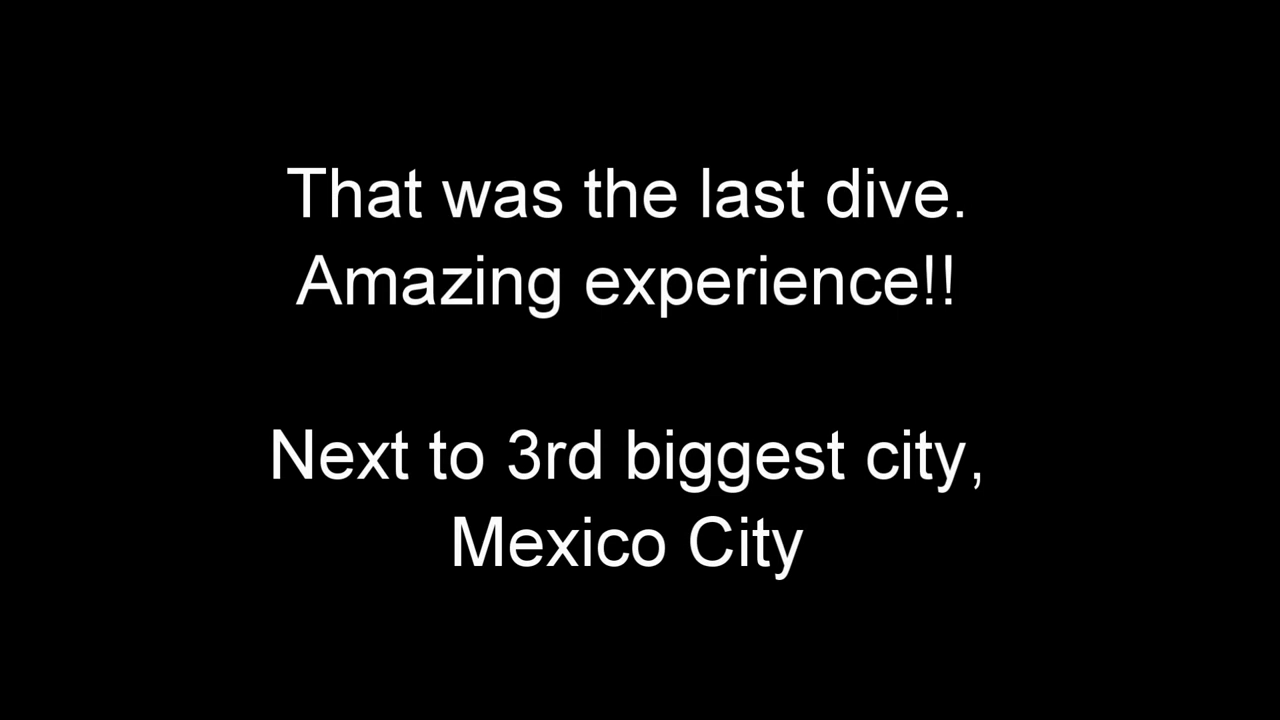 That was the last dive.
Amazing experience!!
Next to 3rd biggest city,
Mexico City